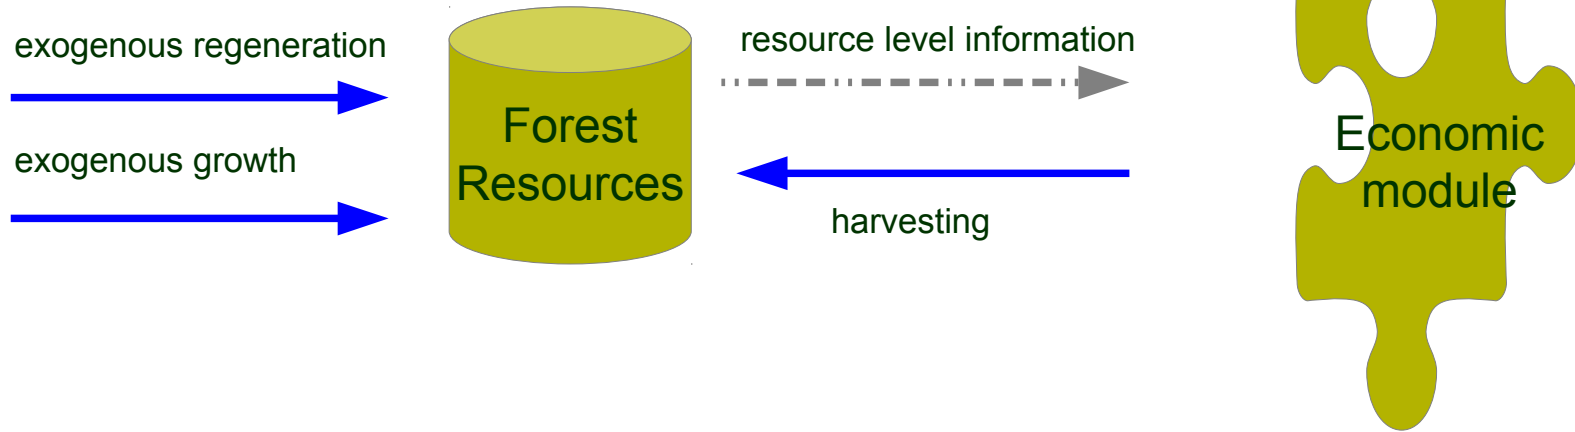 exogenous regeneration
exogenous growth
Forest
Resources
resource level information
harvesting
Economic
module